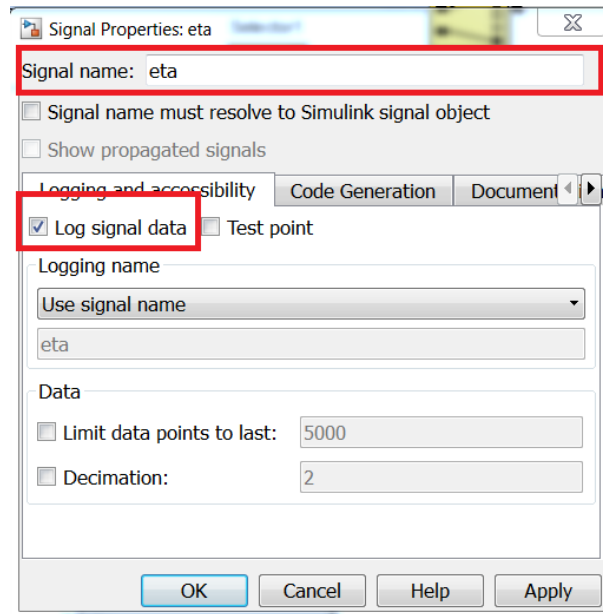 Signal Properties: eta
Signal name: eta
Signal name must resolve to Simulink signal object
Show propagated signals
Logging and accessibility Code Generation Document
Log signal data Test point
Logging name
Use signal name
eta
Data
Limit data points to last: 5000
Decimation: 2
OK Cancel Help Apply